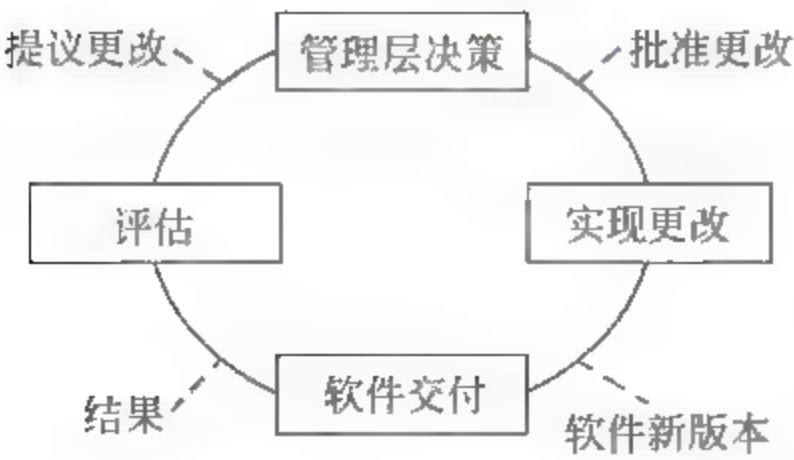 提议更改
管理层决策
批准更改
评估
实现更改
结果
软件交付
软件新版本